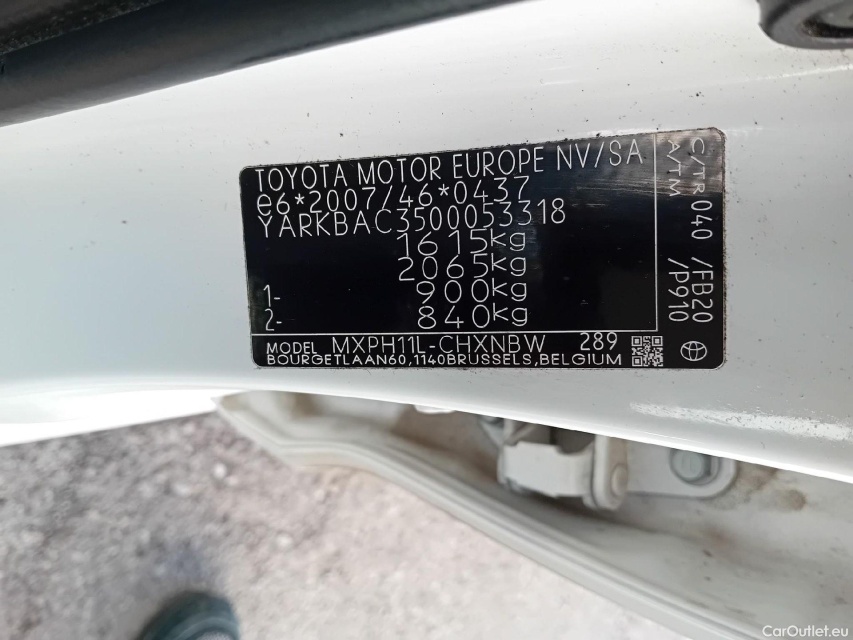 TOYOTA MOTOR EUROPE NV/SA
e6*2007/46*0437
YARKBAC3500053318
1615kg
2065kg
1- 900kg
2- 840kg
MODEL MXPH11L-CHXNBW 289
BOURGETLAAN60,1140BRUSSELS,BELGIUM
C/TR 040 /FB20
A/TM /P910
CarOutlet.eu